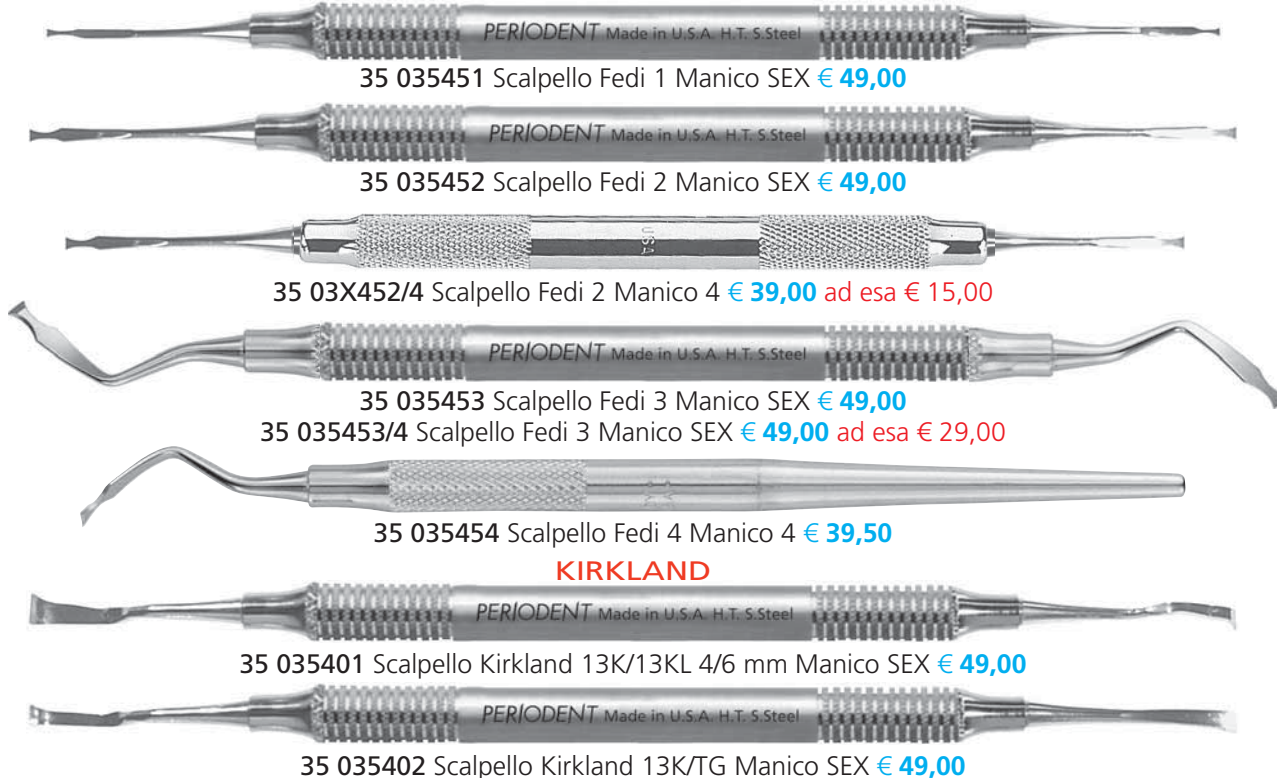 PERIODENT Made in U.S.A. H.T. S.Steel
35 035451 Scalpello Fedi 1 Manico SEX € 49,00
PERIODENT Made in U.S.A. H.T. S.Steel
35 035452 Scalpello Fedi 2 Manico SEX € 49,00
USA
35 03X452/4 Scalpello Fedi 2 Manico 4 € 39,00 ad esa € 15,00
PERIODENT Made in U.S.A. H.T. S.Steel
35 035453 Scalpello Fedi 3 Manico SEX € 49,00
35 035453/4 Scalpello Fedi 3 Manico SEX € 49,00 ad esa € 29,00
35 035454 Scalpello Fedi 4 Manico 4 € 39,50
KIRKLAND
PERIODENT Made in U.S.A. H.T. S.Steel
35 035401 Scalpello Kirkland 13K/13KL 4/6 mm Manico SEX € 49,00
PERIODENT Made in U.S.A. H.T. S.Steel
35 035402 Scalpello Kirkland 13K/TG Manico SEX € 49,00